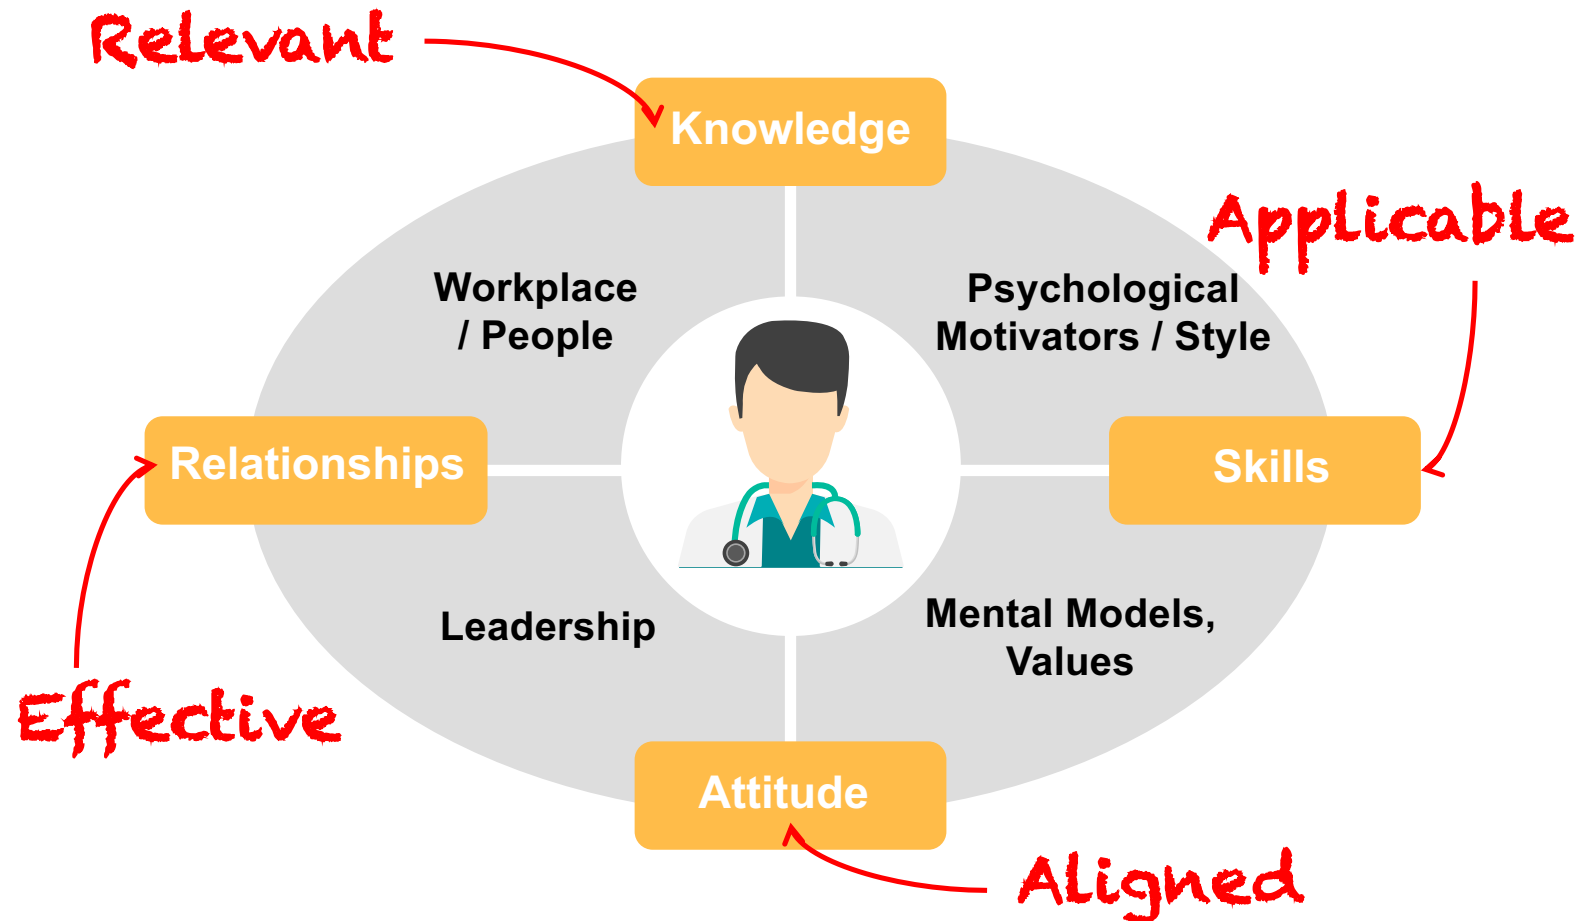 Relevant
Knowledge
Applicable
Workplace
/ People
Psychological
Motivators / Style
Relationships
Skills
Leadership
Mental Models,
Values
Effective
Attitude
Aligned